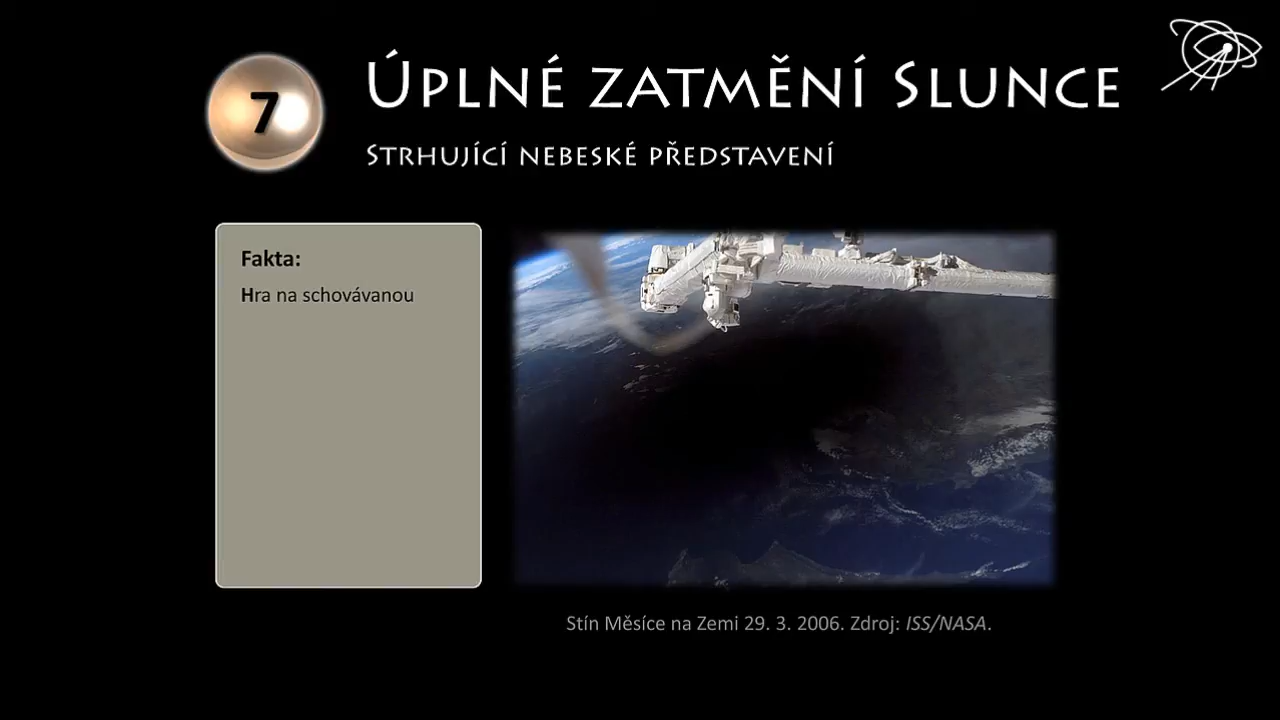 7
Úplné zatmění Slunce
Strhující nebeské představení
Fakta:
Hra na schovávanou
Stín Měsíce na Zemi 29. 3. 2006. Zdroj: ISS/NASA.